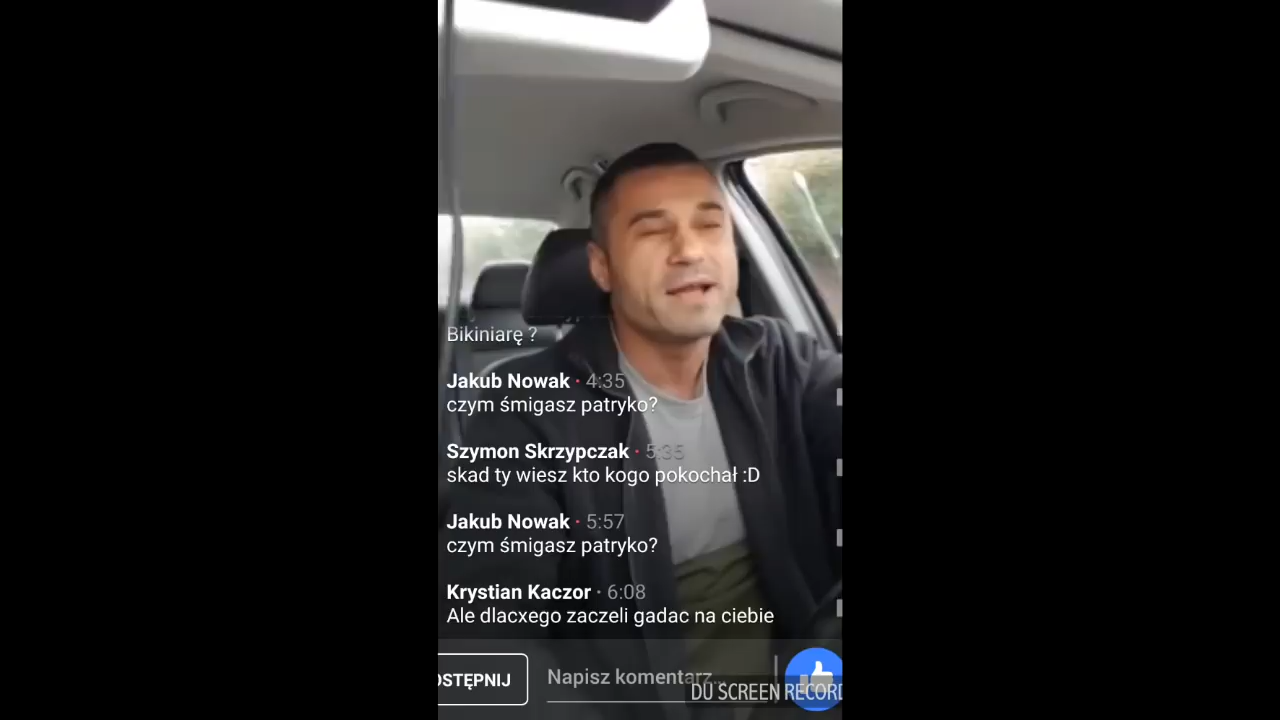 Bikiniarę ?
Jakub Nowak · 4:35
czym śmigasz patryko?
Szymon Skrzypczak · 5:35
skad ty wiesz kto kogo pokochał :D
Jakub Nowak · 5:57
czym śmigasz patryko?
Krystian Kaczor · 6:08
Ale dlacxego zaczeli gadac na ciebie
OSTĘPNIJ
Napisz komentarz...
DU SCREEN RECORD